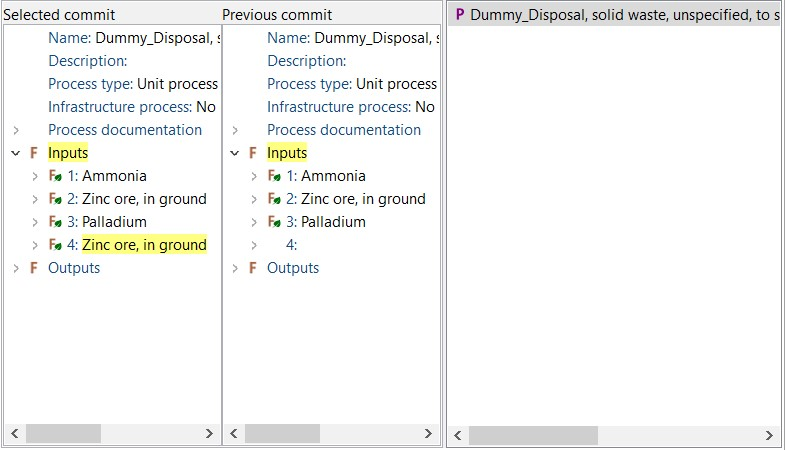 Selected commit
Name: Dummy_Disposal, s
Description:
Process type: Unit process
Infrastructure process: No
Process documentation
F Inputs
F 1: Ammonia
F 2: Zinc ore, in ground
F 3: Palladium
F 4: Zinc ore, in ground
F Outputs
Previous commit
Name: Dummy_Disposal, s
Description:
Process type: Unit process
Infrastructure process: No
Process documentation
F Inputs
F 1: Ammonia
F 2: Zinc ore, in ground
F 3: Palladium
4:
F Outputs
P Dummy_Disposal, solid waste, unspecified, to s